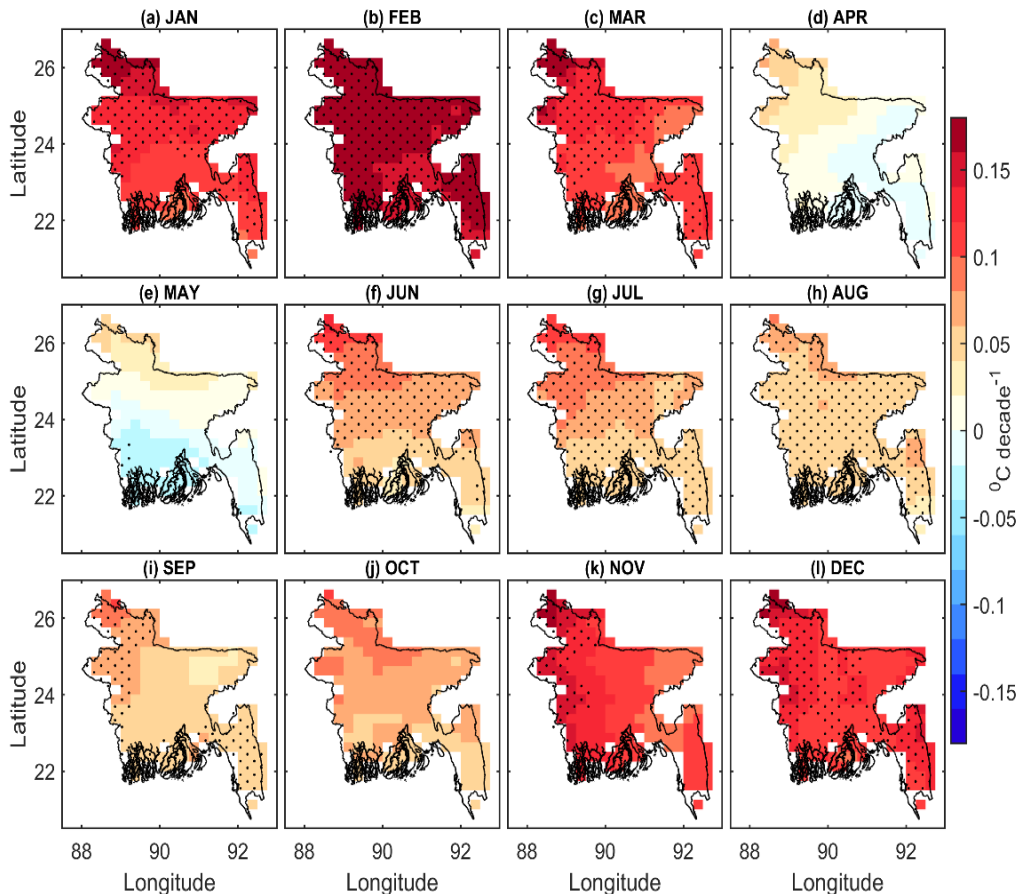 (a) JAN (b) FEB (c) MAR (d) APR
26
24
22
Latitude
(e) MAY (f) JUN (g) JUL (h) AUG
26
24
22
Latitude
(i) SEP (j) OCT (k) NOV (l) DEC
26
24
22
Latitude
88 90 92 88 90 92 88 90 92 88 90 92
Longitude Longitude Longitude Longitude
0.15
0.1
0.05
0
-0.05
-0.1
-0.15
⁰C decade⁻¹